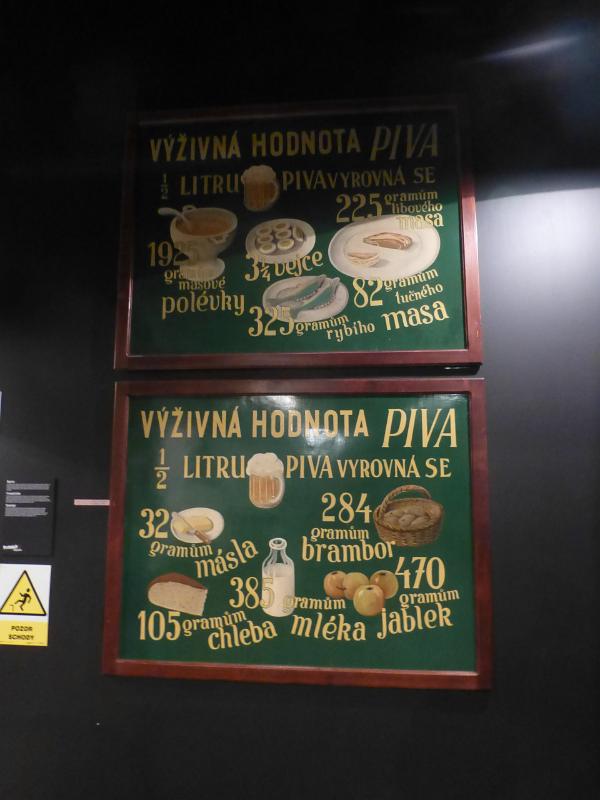 VÝŽIVNÁ HODNOTA PIVA
1/2 LITRU PIVA VYROVNÁ SE
225 gramům libového masa
1925 gramům masové polévky
3¾ vejce
82 gramům tučného masa
325 gramům rybího
VÝŽIVNÁ HODNOTA PIVA
1/2 LITRU PIVA VYROVNÁ SE
32 gramům másla
284 gramům brambor
105 gramům chleba
385 gramům mléka
470 gramům jablek
POZOR
SCHODY